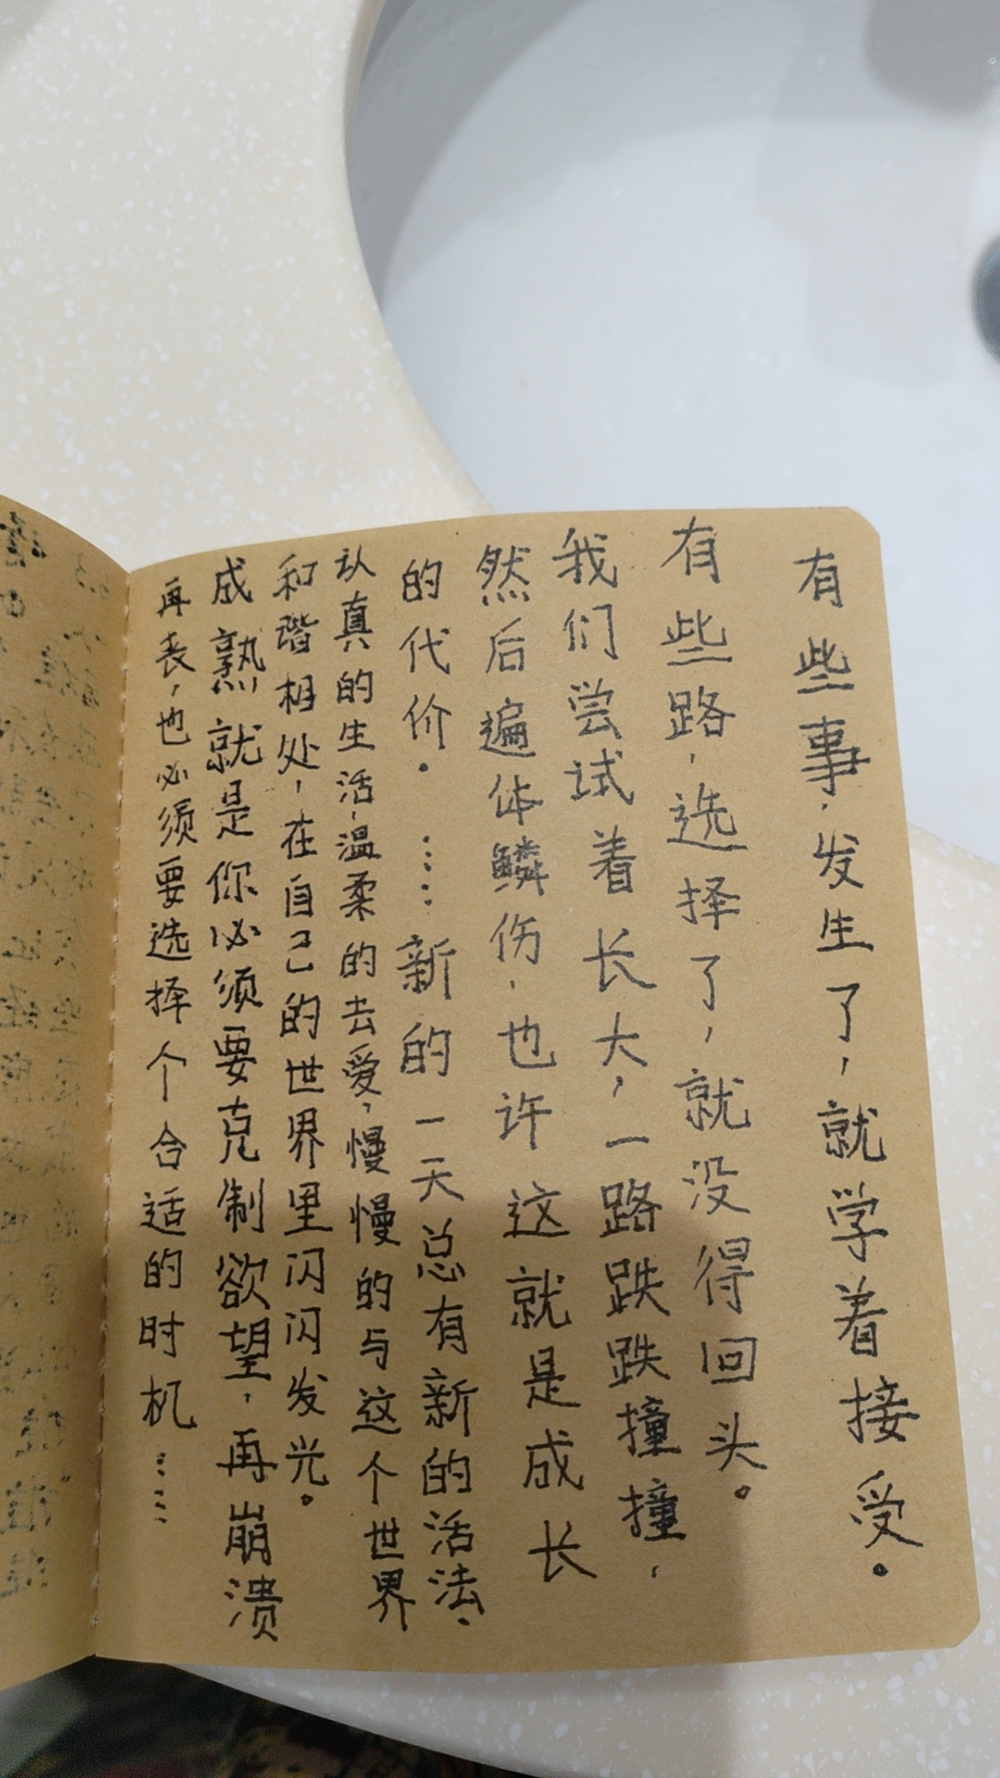 有些事，发生了，就学着接受。
有些路，选择了，就没得回头。
我们尝试着长大，一路跌跌撞撞，
然后遍体鳞伤，也许这就是成长
的代价。……新的一天总有新的活法，
认真的生活，温柔的去爱，慢慢的与这个世界
和谐相处，在自己的世界里闪闪发光。
成熟就是你必须要克制欲望，再崩溃
再丧，也必须要选择个合适的时机……